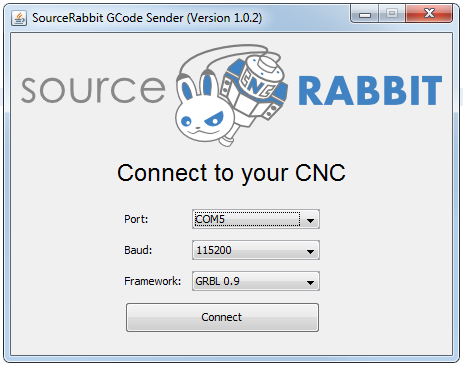 SourceRabbit GCode Sender (Version 1.0.2)
source RABBIT
CNC
Connect to your CNC
Port: COM5
Baud: 115200
Framework: GRBL 0.9
Connect